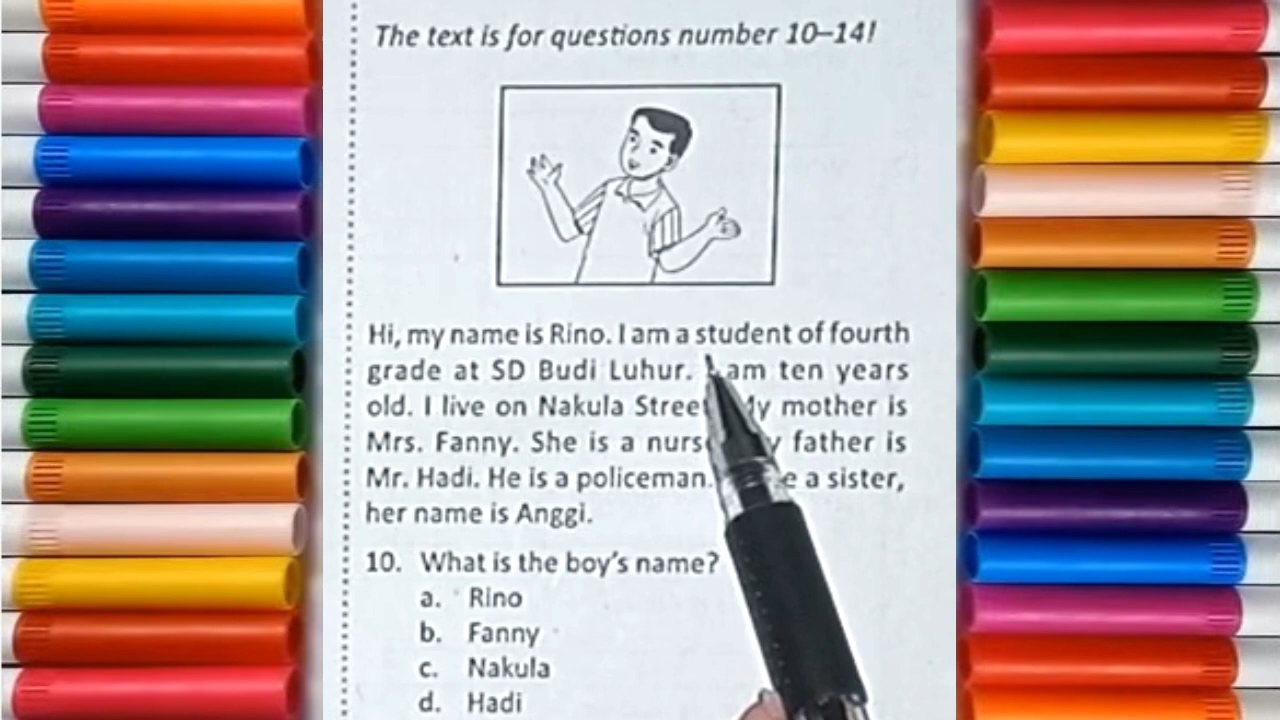 The text is for questions number 10–14!
Hi, my name is Rino. I am a student of fourth
grade at SD Budi Luhur. I am ten years
old. I live on Nakula Street. My mother is
Mrs. Fanny. She is a nurse. My father is
Mr. Hadi. He is a policeman. a sister,
her name is Anggi.
10. What is the boy's name?
a. Rino
b. Fanny
c. Nakula
d. Hadi